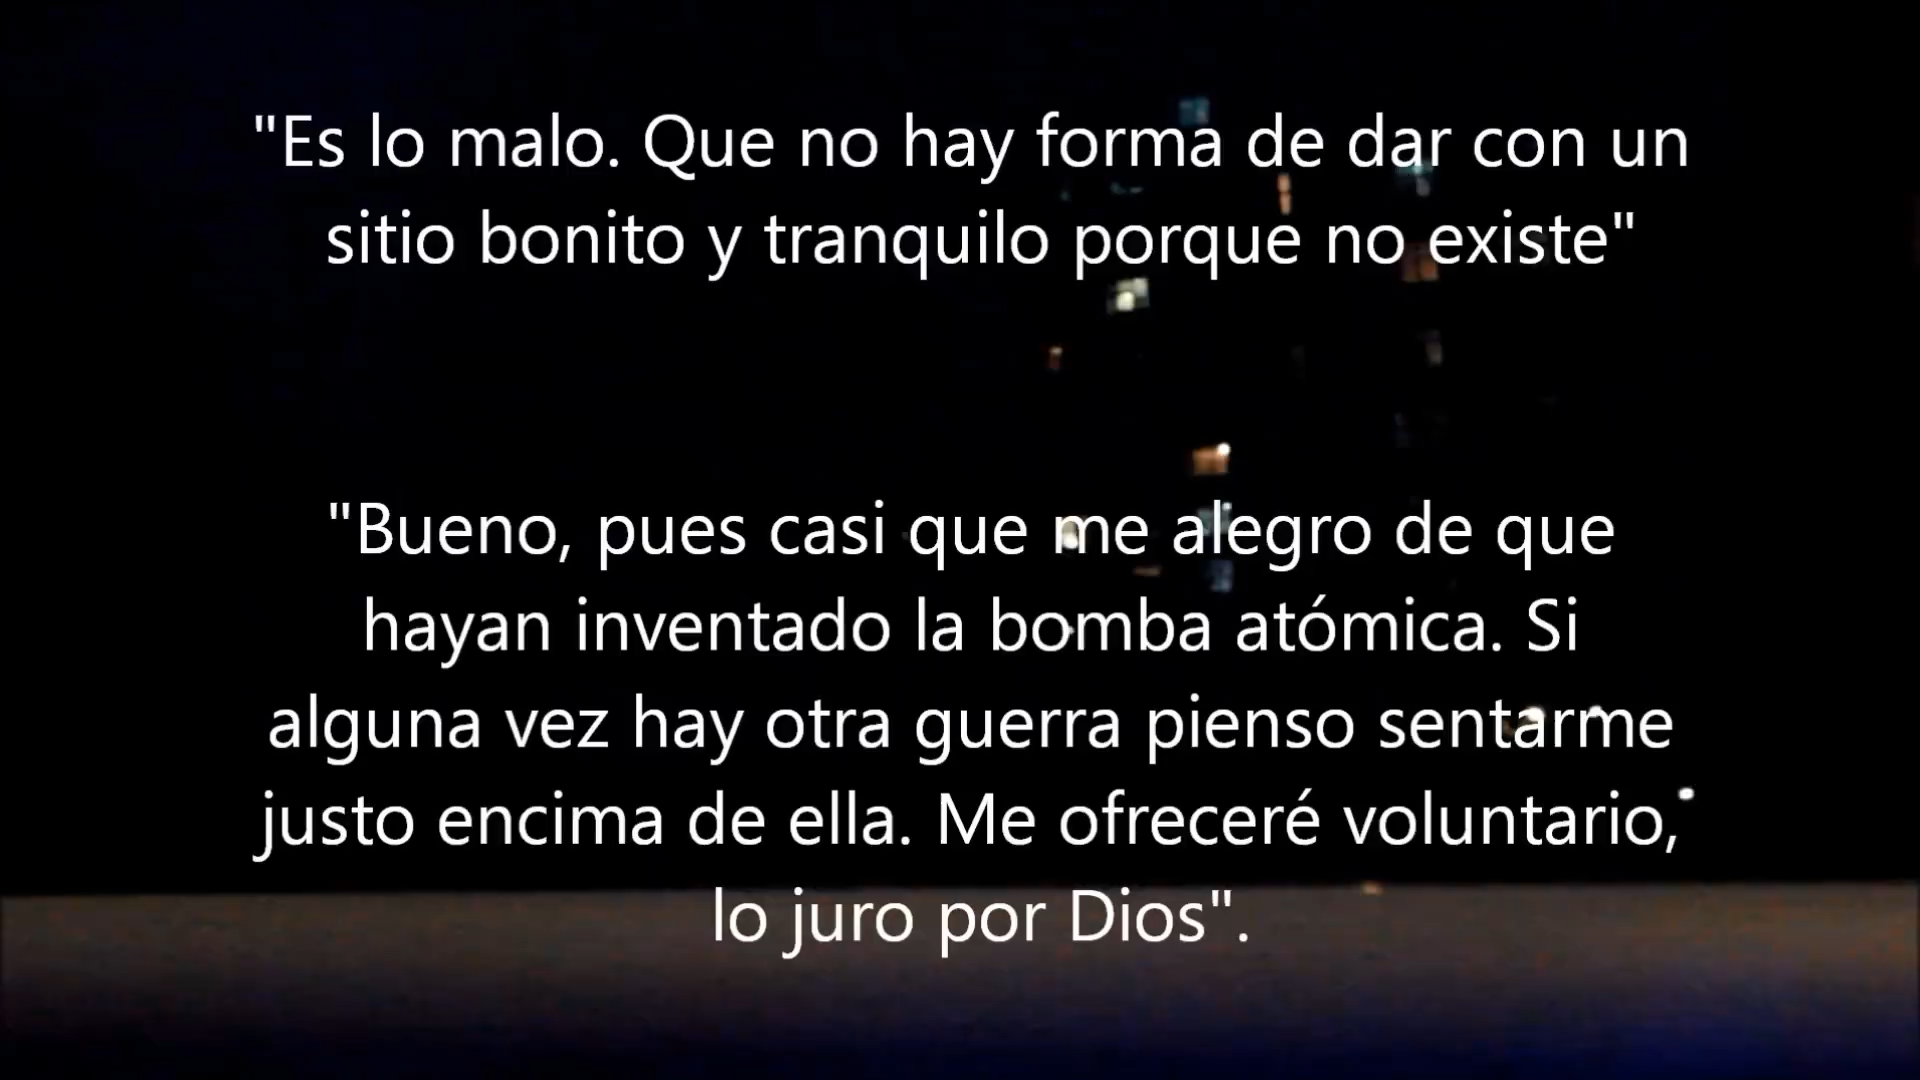 "Es lo malo. Que no hay forma de dar con un
sitio bonito y tranquilo porque no existe"
"Bueno, pues casi que me alegro de que
hayan inventado la bomba atómica. Si
alguna vez hay otra guerra pienso sentarme
justo encima de ella. Me ofreceré voluntario,
lo juro por Dios".